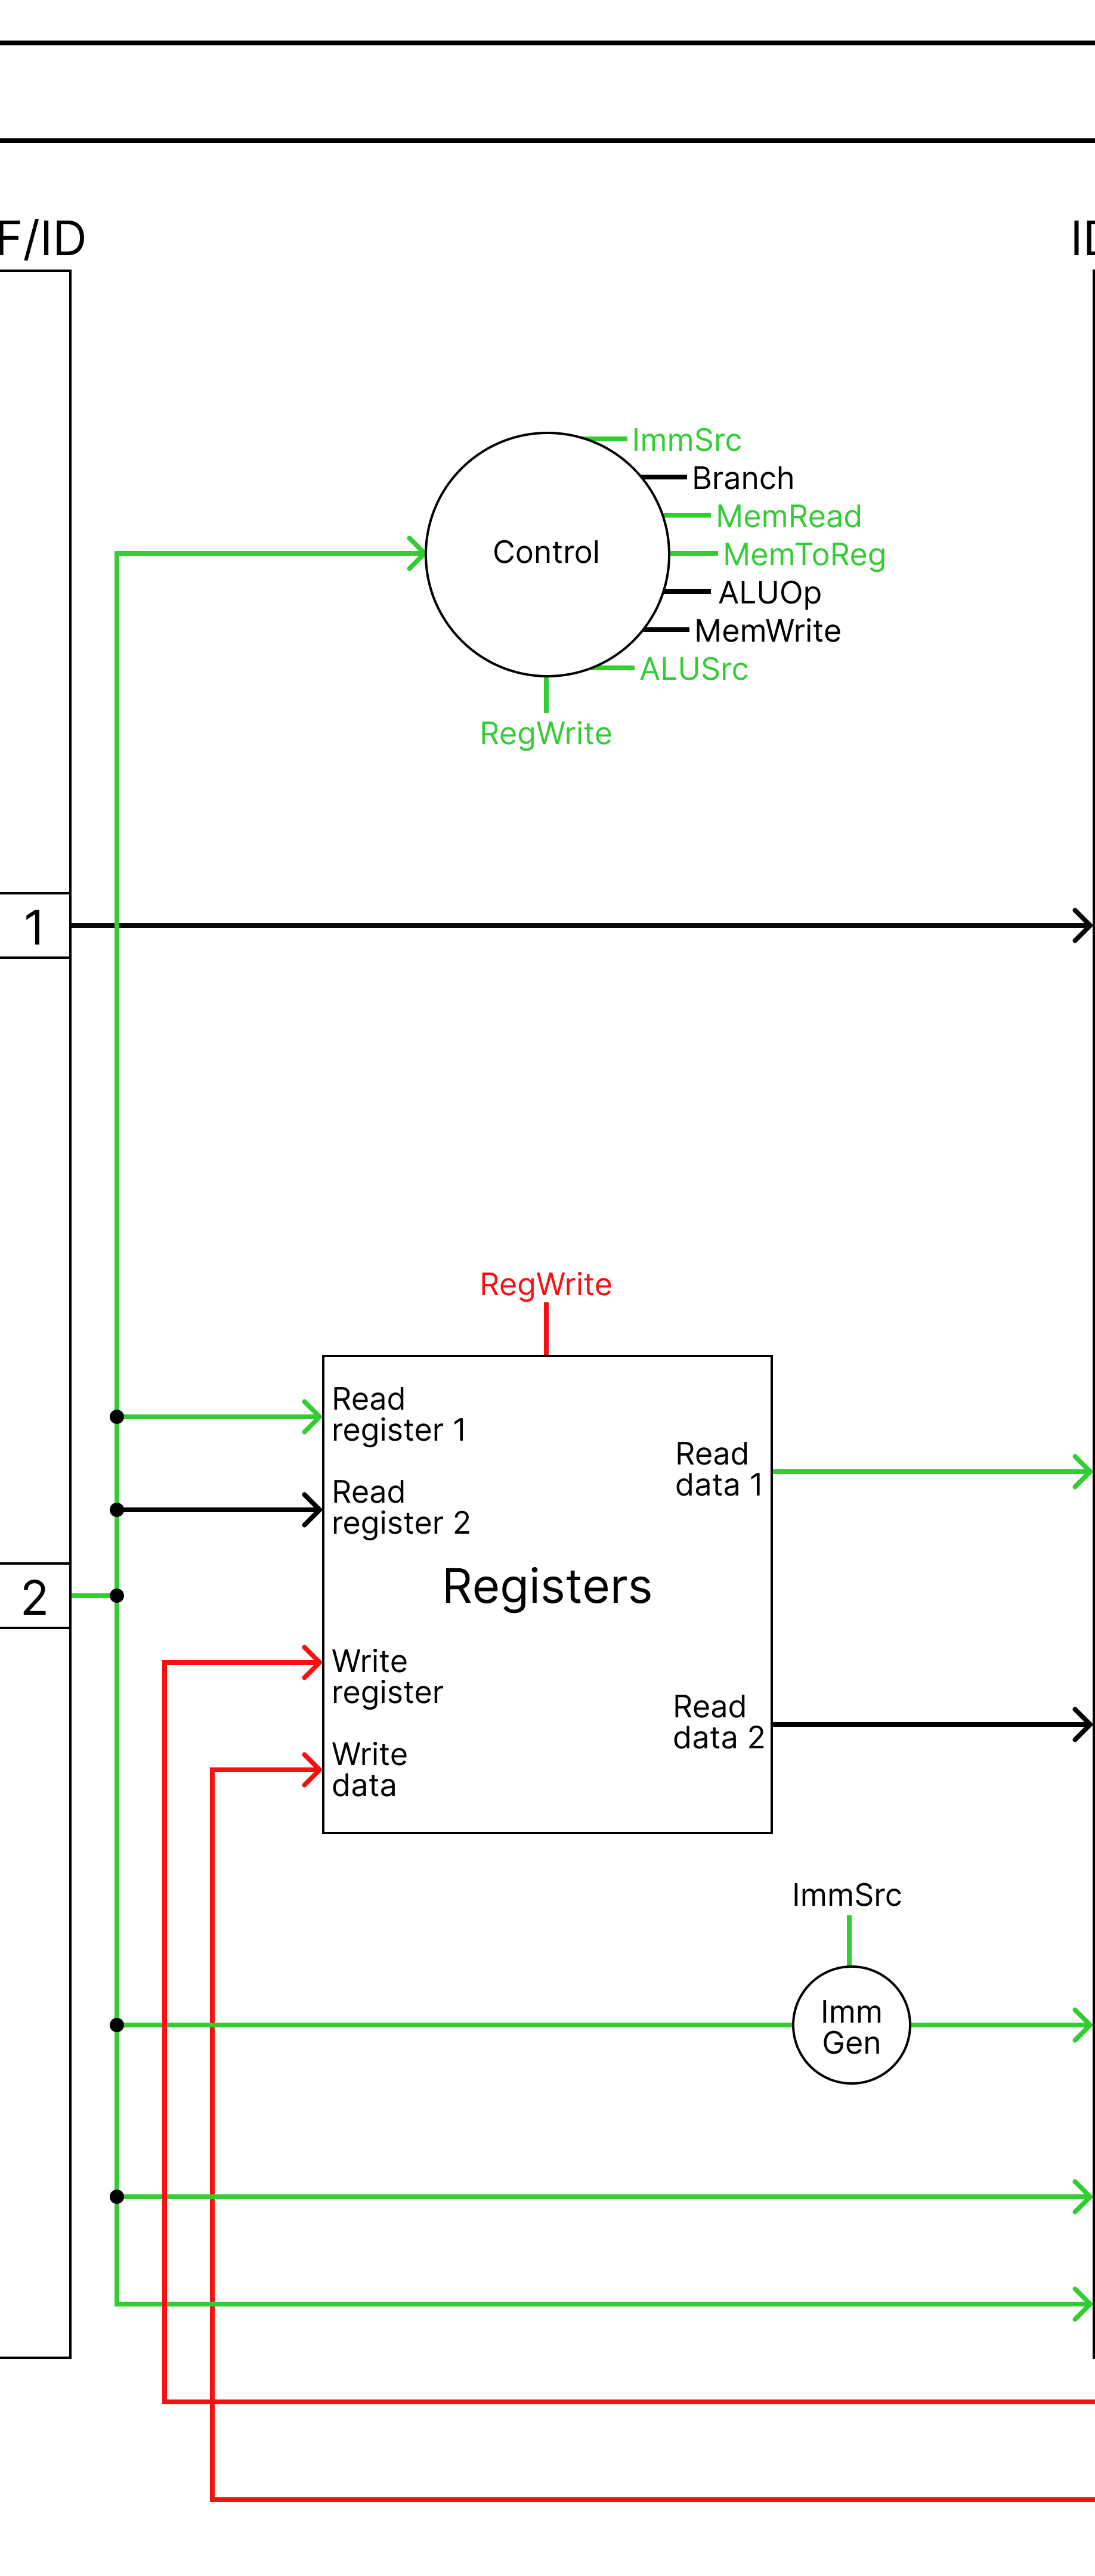 F/ID
ID
ImmSrc
Branch
MemRead
MemToReg
ALUOp
MemWrite
ALUSrc
Control
RegWrite
1
RegWrite
Read
register 1
Read
data 1
Read
register 2
2
Registers
Write
register
Read
data 2
Write
data
ImmSrc
Imm
Gen